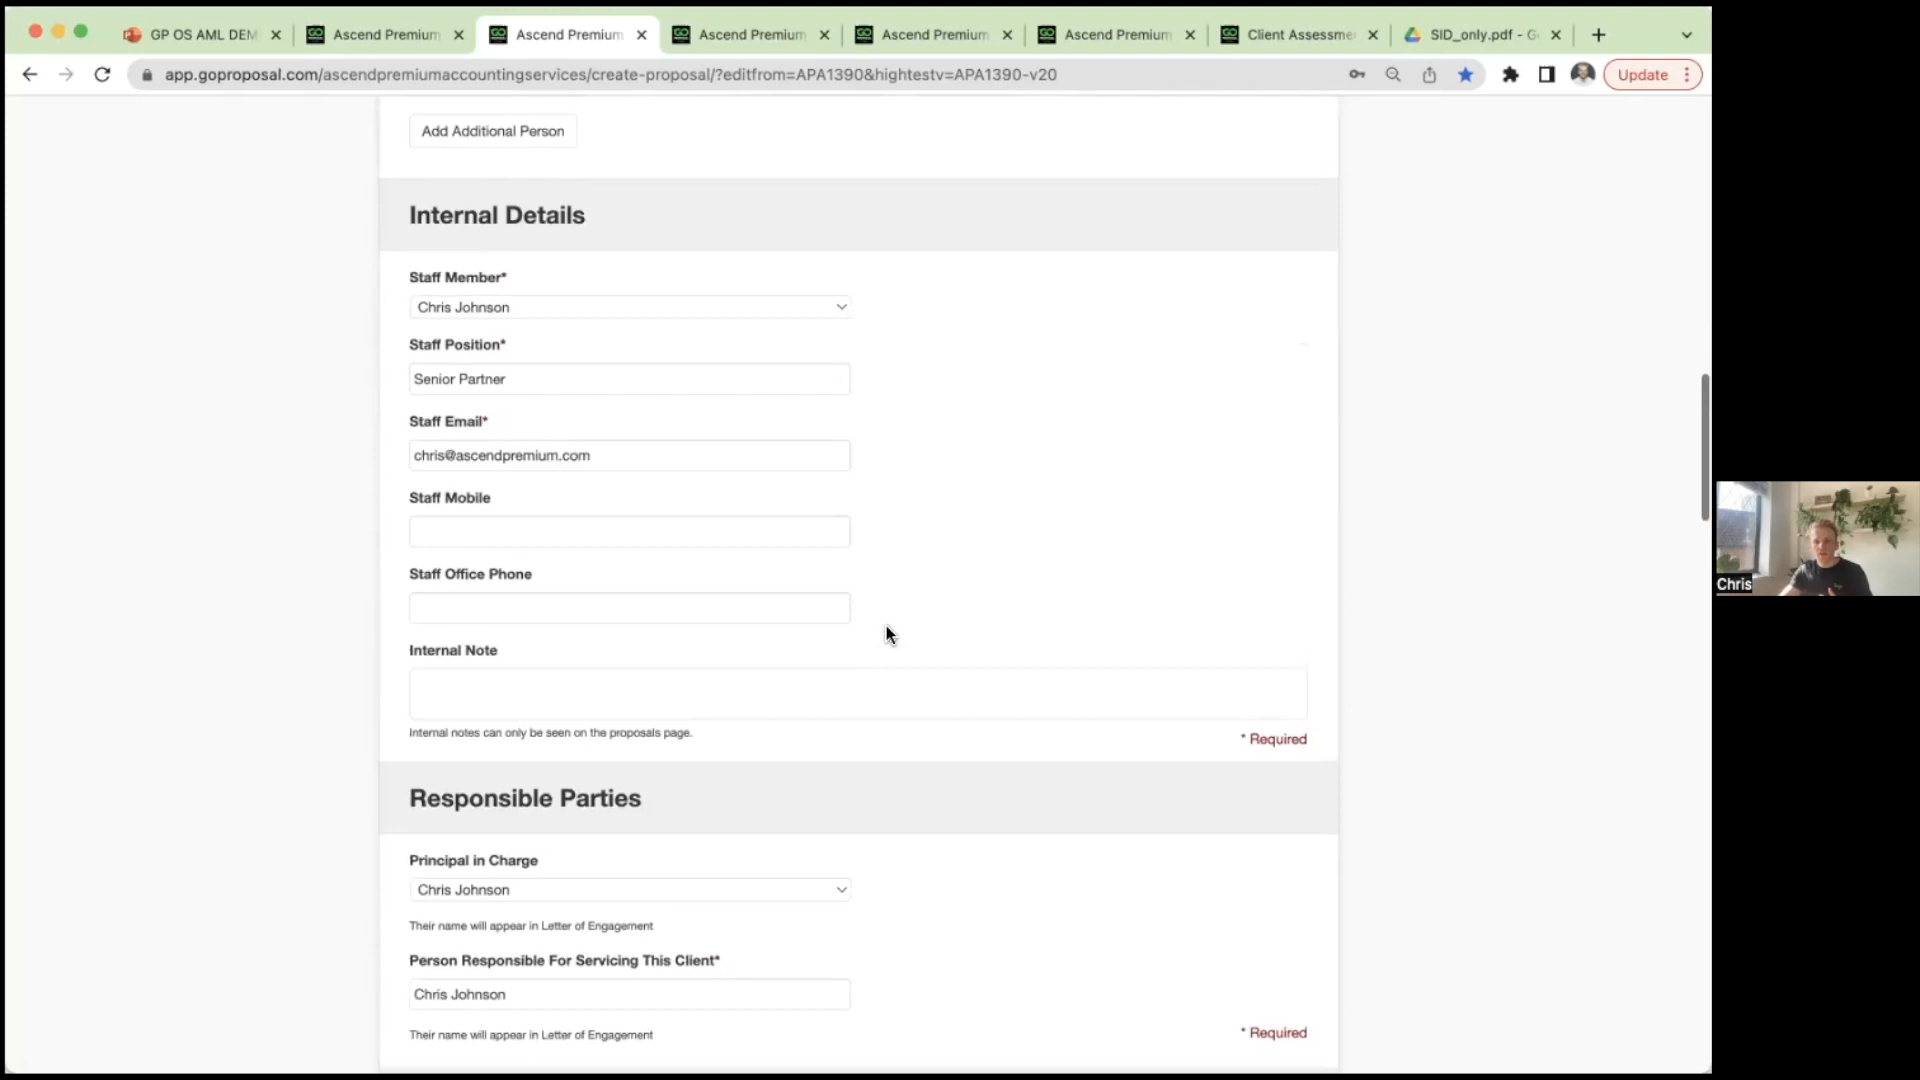 GP OS AML DEM
Ascend Premium
Ascend Premium
Ascend Premium
Ascend Premium
Ascend Premium
Client Assessme
SID_only.pdf - G
app.goproposal.com/ascendpremiumaccountingservices/create-proposal/?editfrom=APA1390&hightestv=APA1390-v20
Update
Add Additional Person
Internal Details
Staff Member*
Chris Johnson
Staff Position*
Senior Partner
Staff Email*
chris@ascendpremium.com
Staff Mobile
Staff Office Phone
Internal Note
Internal notes can only be seen on the proposals page.
* Required
Responsible Parties
Principal in Charge
Chris Johnson
Their name will appear in Letter of Engagement
Person Responsible For Servicing This Client*
Chris Johnson
Their name will appear in Letter of Engagement
* Required
Chris